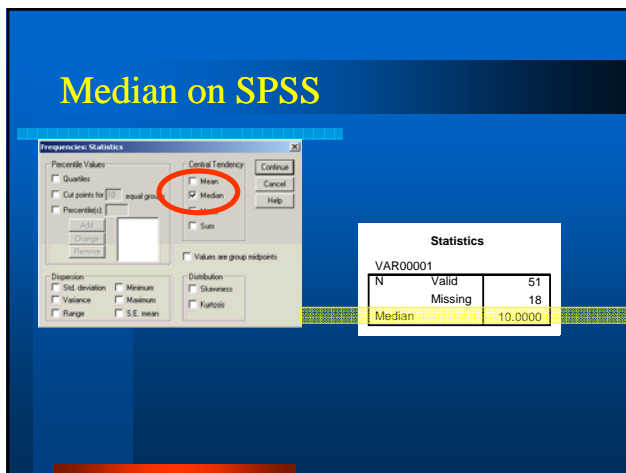 Median on SPSS
Frequencies: Statistics
Percentile Values
Quartiles
Cut points for 10 equal groups
Percentile(s):
Add
Change
Remove
Central Tendency
Mean
Median
Sum
Continue
Cancel
Help
Values are group midpoints
Dispersion
Std. deviation Minimum
Variance Maximum
Range S.E. mean
Distribution
Skewness
Kurtosis
Statistics
VAR00001
N Valid 51
Missing 18
Median 10.0000